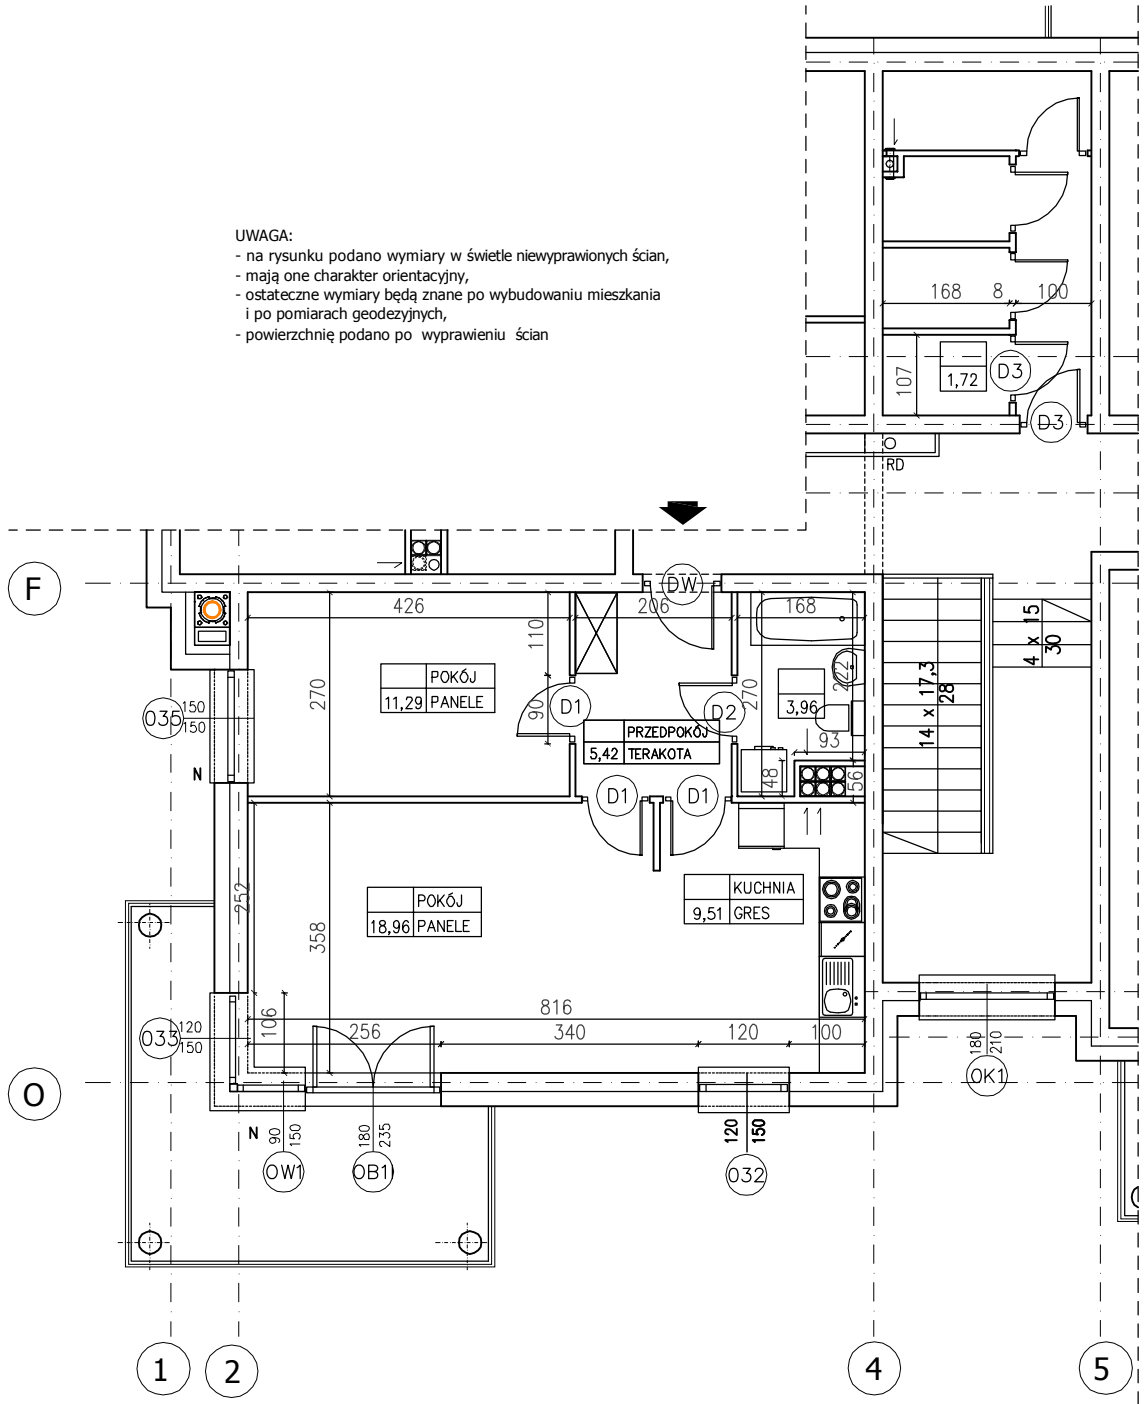 UWAGA:
- na rysunku podano wymiary w świetle niewyprawionych ścian,
- mają one charakter orientacyjny,
- ostateczne wymiary będą znane po wybudowaniu mieszkania
i po pomiarach geodezyjnych,
- powierzchnię podano po wyprawieniu ścian
168 8 100
107
1,72
D3
D3
RD
F
DW
426 206 168
110
4 x 15
30
270
POKÓJ
11,29 PANELE
90
D1
D2
270
222
3,96
14 x 17,3
28
035
150
150
PRZEDPOKÓJ
5,42 TERAKOTA
93
N
48
56
D1
D1
252
POKÓJ
18,96 PANELE
KUCHNIA
9,51 GRES
358
816
106
256 340 120 100
033
120
150
180
210
OK1
O
N
90
150
180
235
120
150
OW1
OB1
032
1
2
4
5